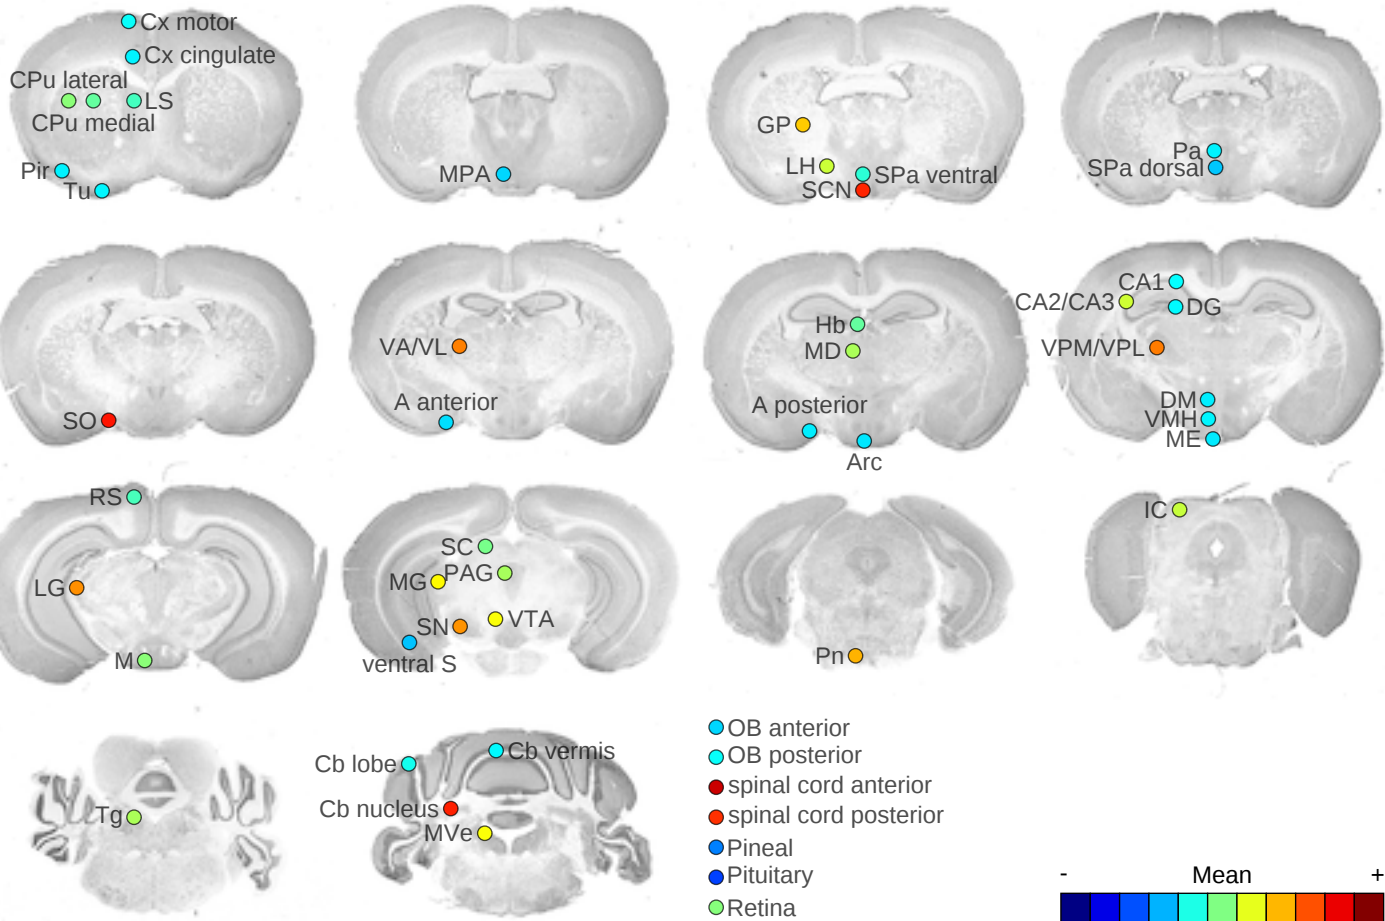 Cx motor
Cx cingulate
CPu lateral
LS
CPu medial
Pir
Tu
MPA
GP
LH
SPa ventral
SCN
Pa
SPa dorsal
SO
VA/VL
A anterior
Hb
MD
A posterior
Arc
CA1
CA2/CA3
DG
VPM/VPL
DM
VMH
ME
RS
LG
M
SC
MG
PAG
SN
VTA
ventral S
Pn
IC
Tg
Cb lobe
Cb vermis
Cb nucleus
MVe
OB anterior
OB posterior
spinal cord anterior
spinal cord posterior
Pineal
Pituitary
Retina
- Mean +